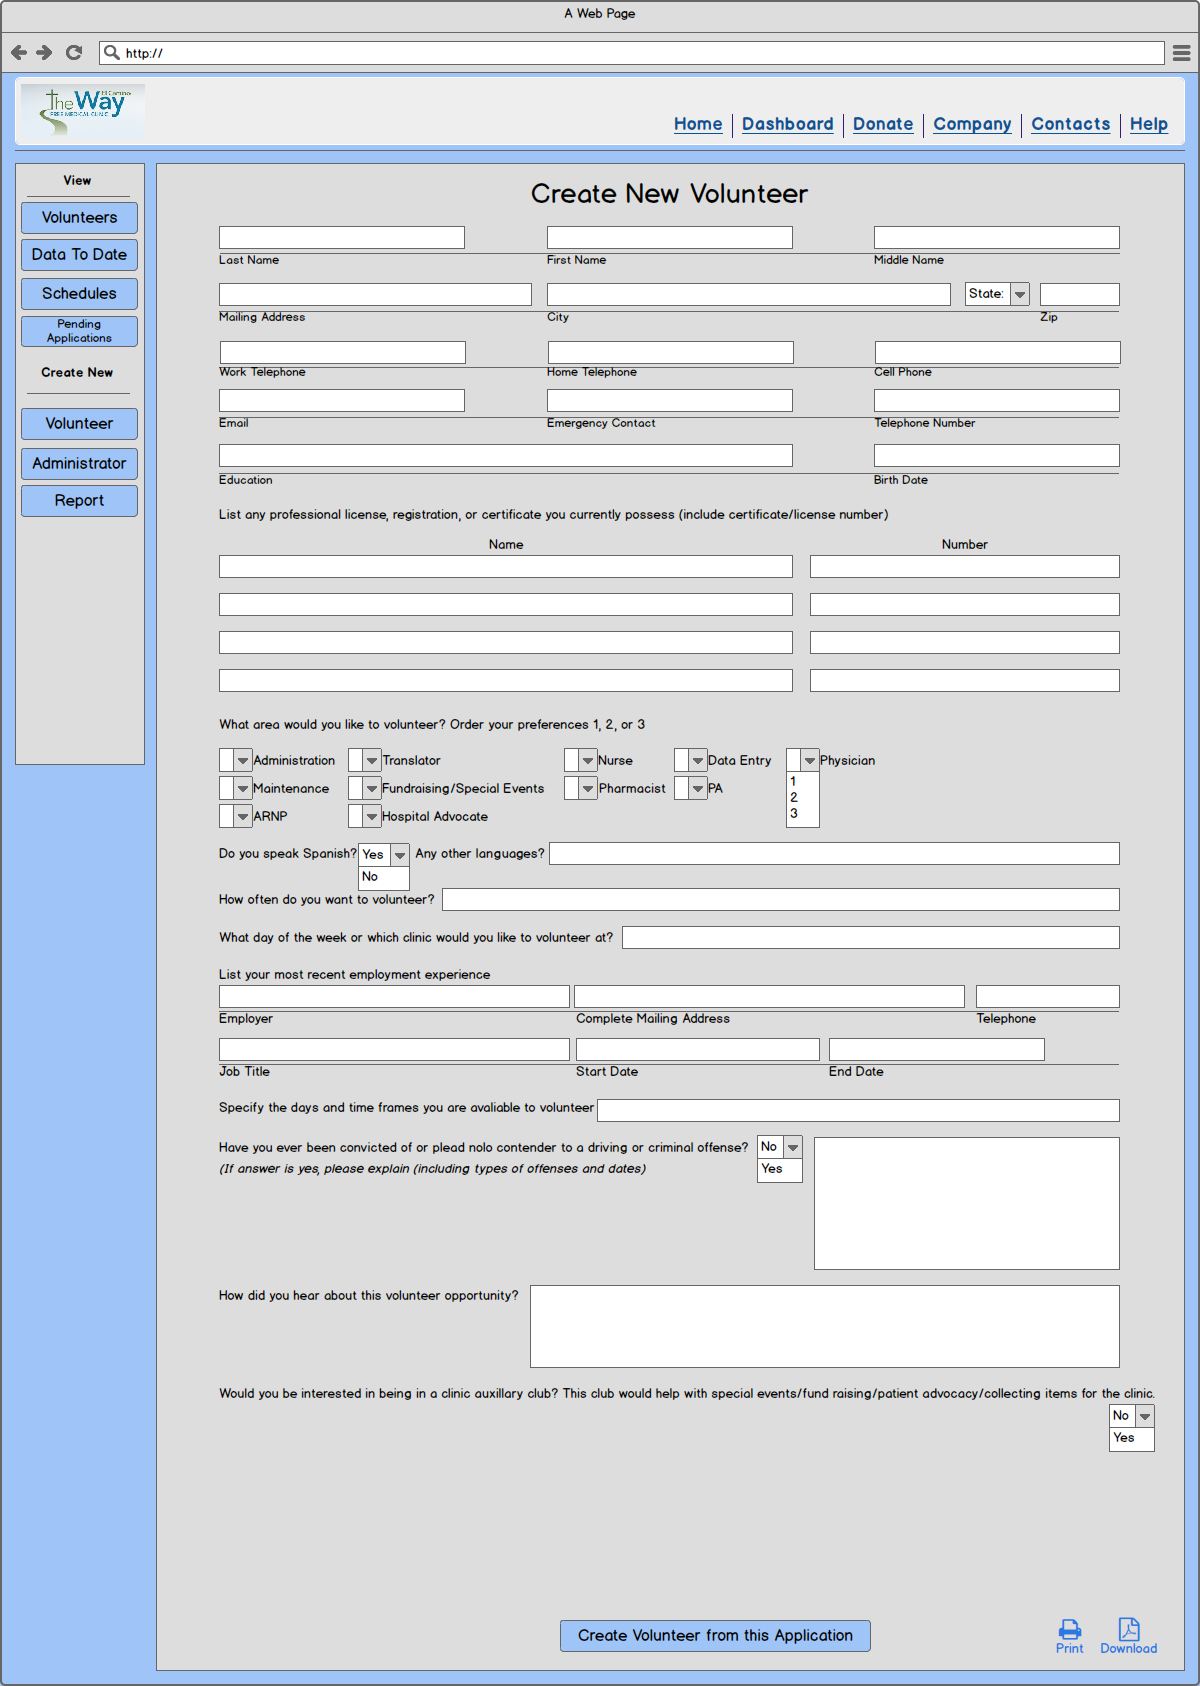 A Web Page
http://
El Camino
the Way
FREE MEDICAL CLINIC
Home Dashboard Donate Company Contacts Help
View
Volunteers
Data To Date
Schedules
Pending
Applications
Create New
Volunteer
Administrator
Report
Create New Volunteer
Last Name First Name Middle Name
State:
Mailing Address City Zip
Work Telephone Home Telephone Cell Phone
Email Emergency Contact Telephone Number
Education Birth Date
List any professional license, registration, or certificate you currently possess (include certificate/license number)
Name Number
What area would you like to volunteer? Order your preferences 1, 2, or 3
Administration Translator Nurse Data Entry Physician
Maintenance Fundraising/Special Events Pharmacist PA
ARNP Hospital Advocate
1
2
3
Do you speak Spanish? Yes Any other languages?
No
How often do you want to volunteer?
What day of the week or which clinic would you like to volunteer at?
List your most recent employment experience
Employer Complete Mailing Address Telephone
Job Title Start Date End Date
Specify the days and time frames you are avaliable to volunteer
Have you ever been convicted of or plead nolo contender to a driving or criminal offense? No
(If answer is yes, please explain (including types of offenses and dates) Yes
How did you hear about this volunteer opportunity?
Would you be interested in being in a clinic auxillary club? This club would help with special events/fund raising/patient advocacy/collecting items for the clinic.
No
Yes
Create Volunteer from this Application
Print Download